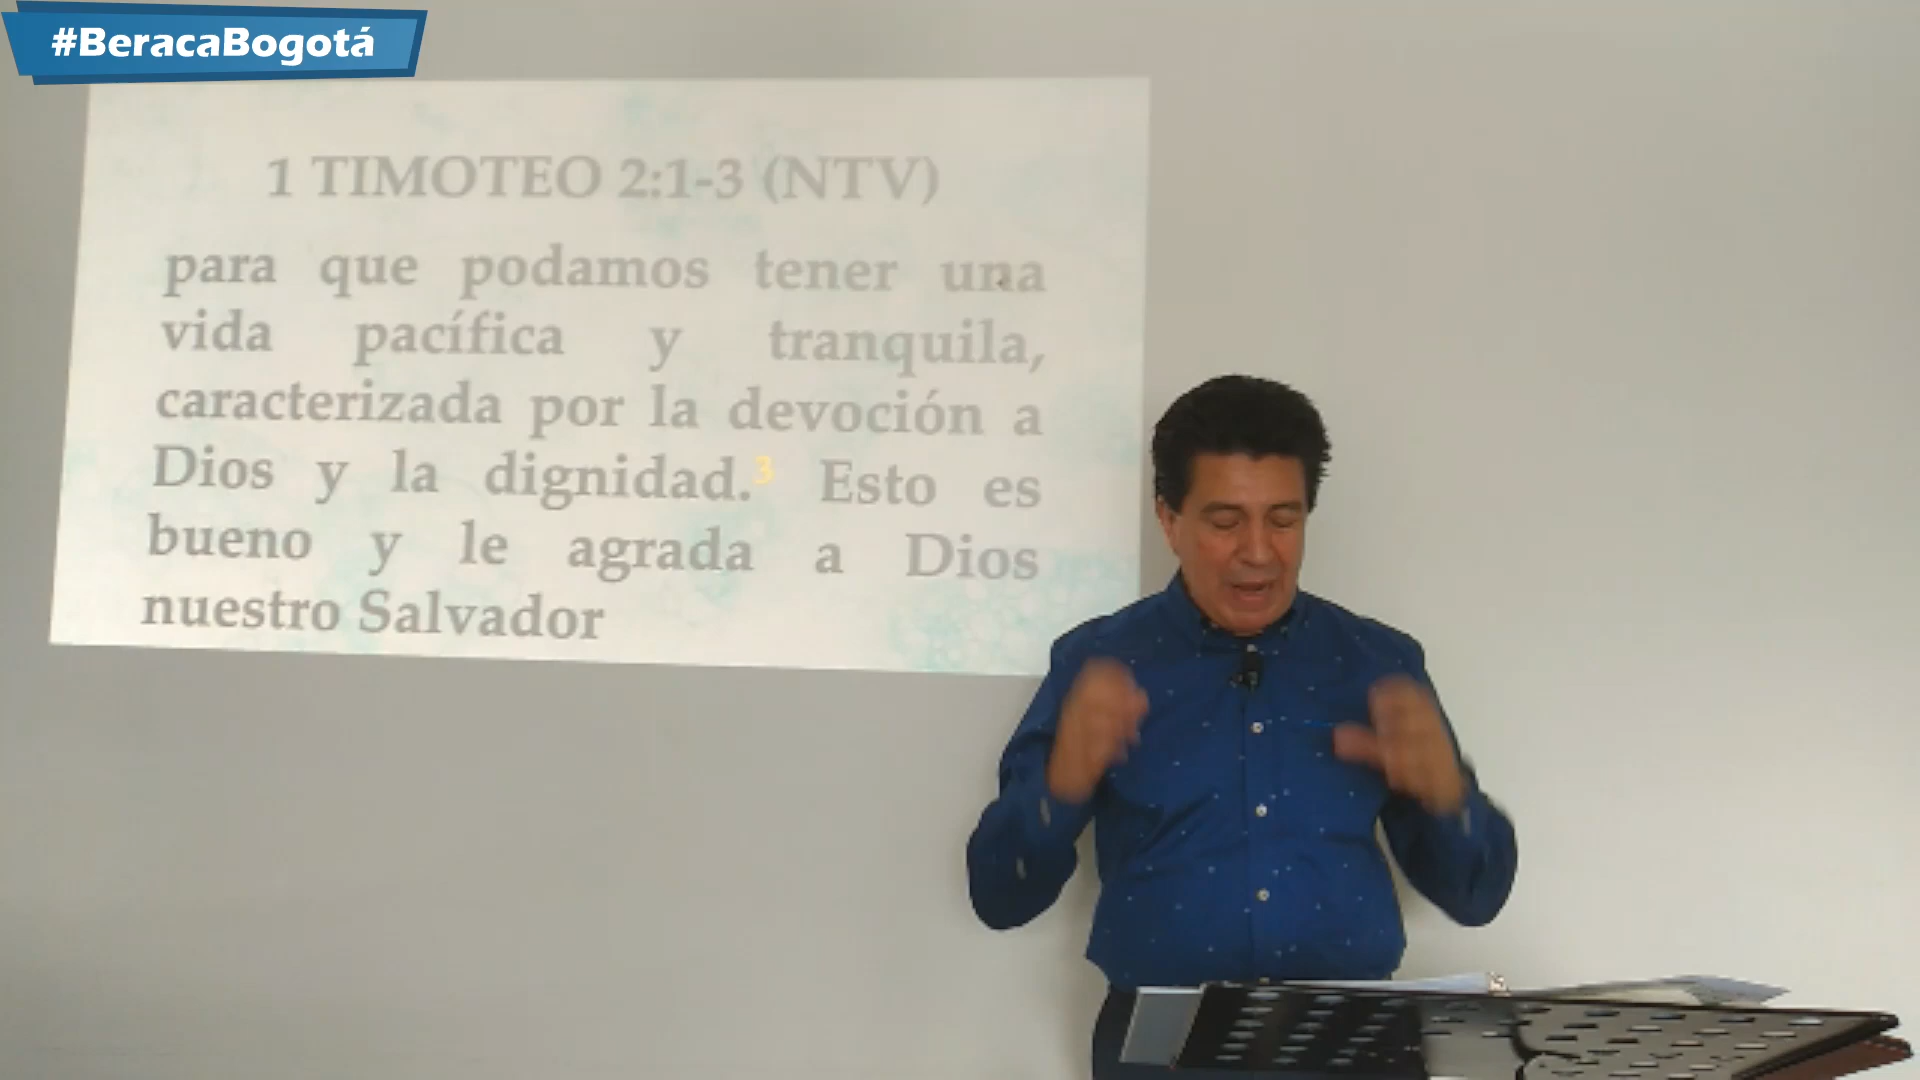 #BeracaBogotá
1 TIMOTEO 2:1-3 (NTV)
para que podamos tener una
vida pacífica y tranquila,
caracterizada por la devoción a
Dios y la dignidad.³ Esto es
bueno y le agrada a Dios
nuestro Salvador